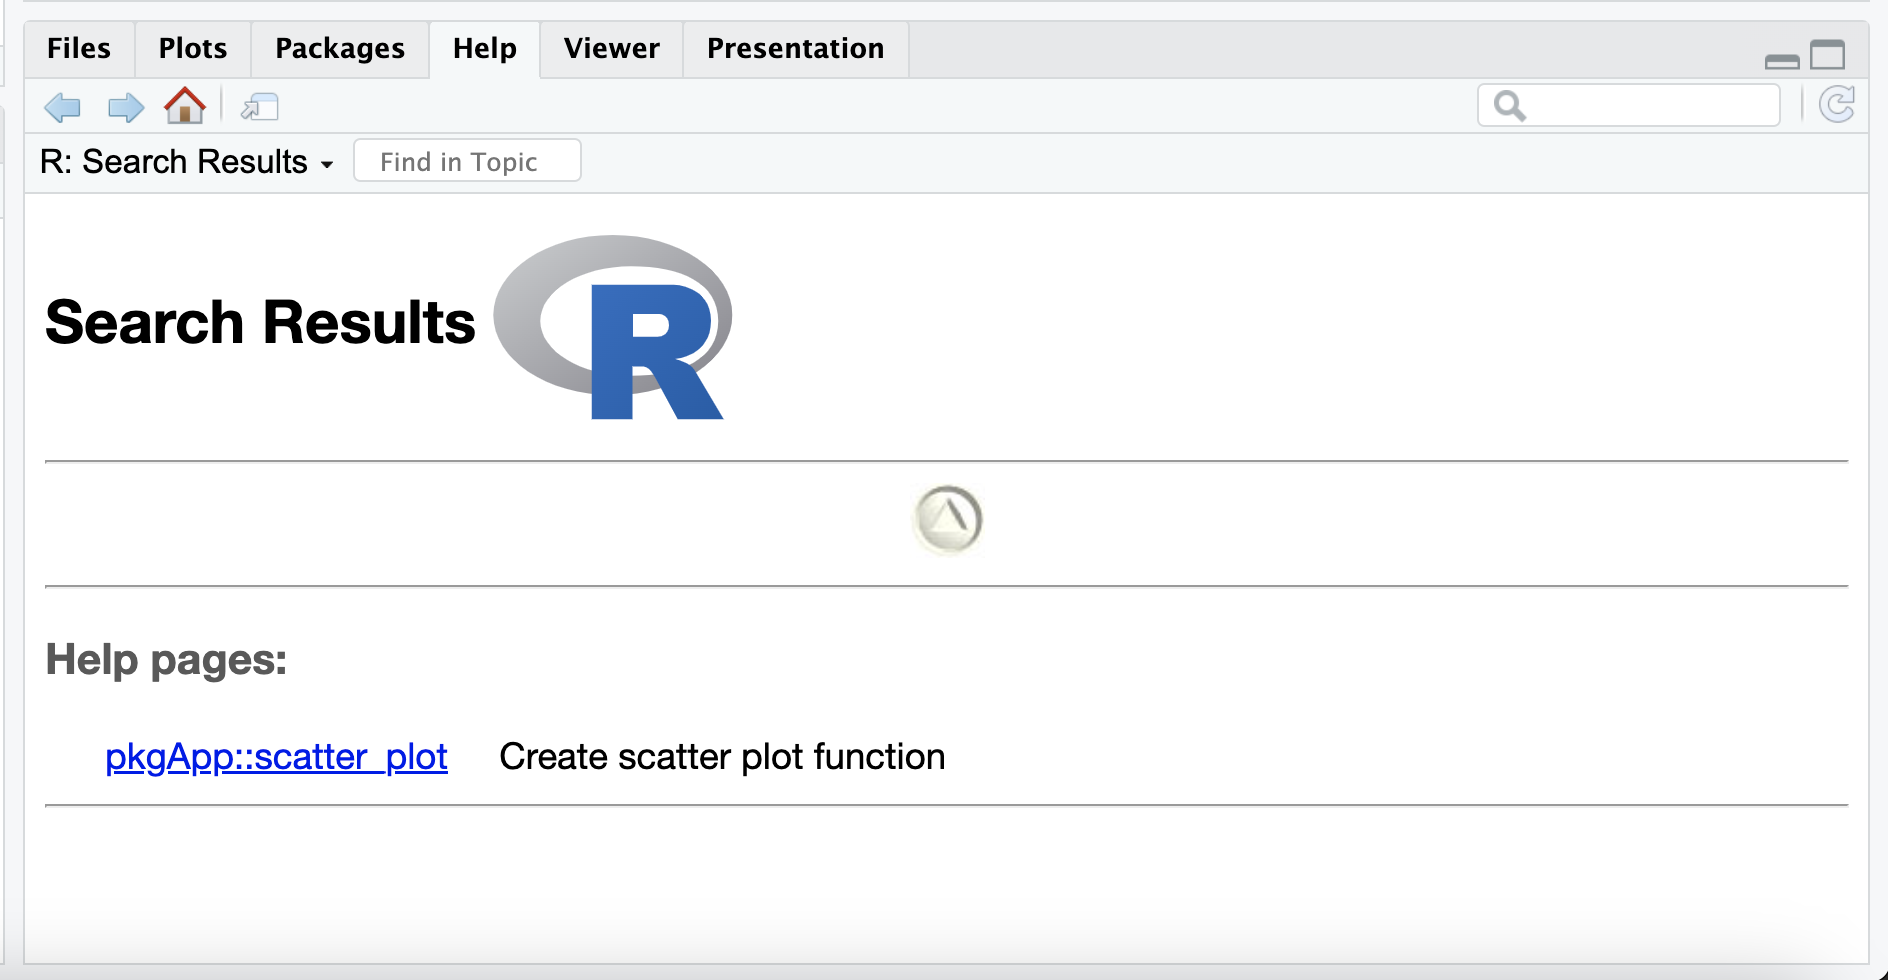 Files Plots Packages Help Viewer Presentation
R: Search Results Find in Topic
Search Results R
Help pages:
pkgApp::scatter_plot Create scatter plot function